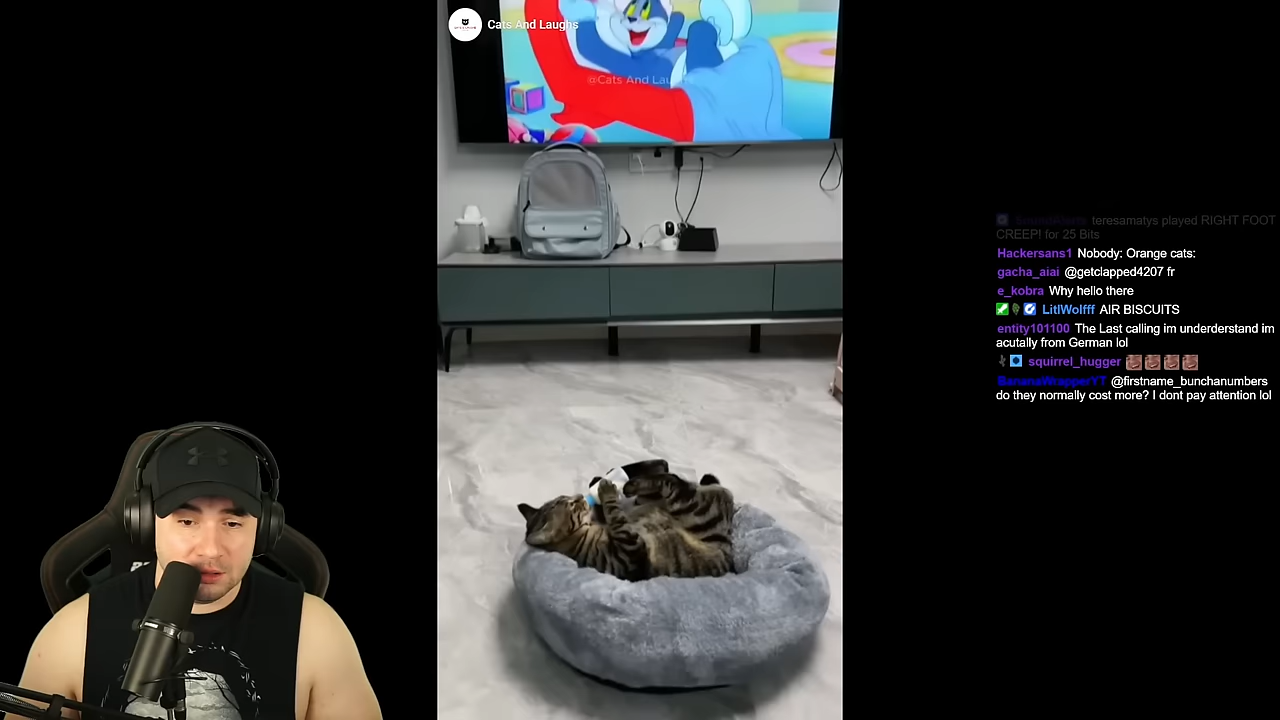 Cats And Laughs
@Cats And Lau
teresamatys played RIGHT FOOT
CREEP! for 25 Bits
Hackersans1 Nobody: Orange cats:
gacha_aiai @getclapped4207 fr
e_kobra Why hello there
LitlWolfff AIR BISCUITS
entity101100 The Last calling im underderstand im
acutally from German lol
squirrel_hugger
BananaWrapperYT @firstname_bunchanumbers
do they normally cost more? I dont pay attention lol